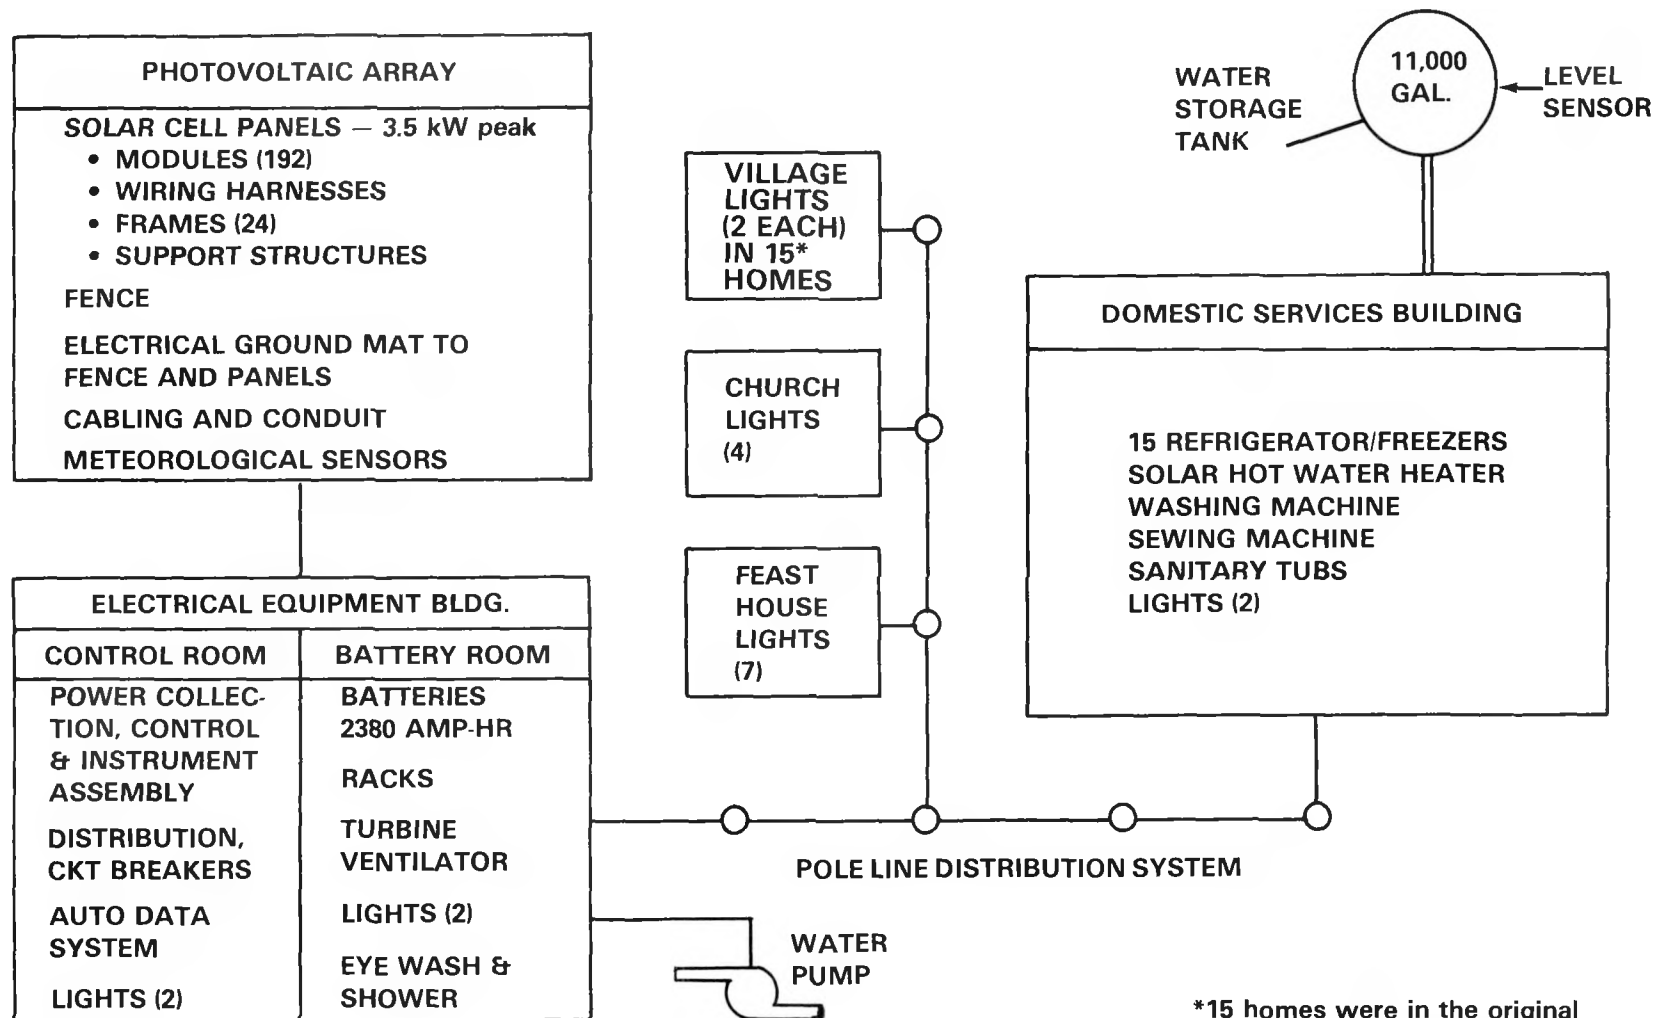 PHOTOVOLTAIC ARRAY
SOLAR CELL PANELS — 3.5 kW peak
• MODULES (192)
• WIRING HARNESSES
• FRAMES (24)
• SUPPORT STRUCTURES
FENCE
ELECTRICAL GROUND MAT TO
FENCE AND PANELS
CABLING AND CONDUIT
METEOROLOGICAL SENSORS
ELECTRICAL EQUIPMENT BLDG.
CONTROL ROOM
POWER COLLEC-
TION, CONTROL
& INSTRUMENT
ASSEMBLY
DISTRIBUTION,
CKT BREAKERS
AUTO DATA
SYSTEM
LIGHTS (2)
BATTERY ROOM
BATTERIES
2380 AMP-HR
RACKS
TURBINE
VENTILATOR
LIGHTS (2)
EYE WASH &
SHOWER
VILLAGE
LIGHTS
(2 EACH)
IN 15*
HOMES
CHURCH
LIGHTS
(4)
FEAST
HOUSE
LIGHTS
(7)
POLE LINE DISTRIBUTION SYSTEM
WATER
PUMP
WATER
STORAGE
TANK
11,000
GAL.
LEVEL
SENSOR
DOMESTIC SERVICES BUILDING
15 REFRIGERATOR/FREEZERS
SOLAR HOT WATER HEATER
WASHING MACHINE
SEWING MACHINE
SANITARY TUBS
LIGHTS (2)
*15 homes were in the original